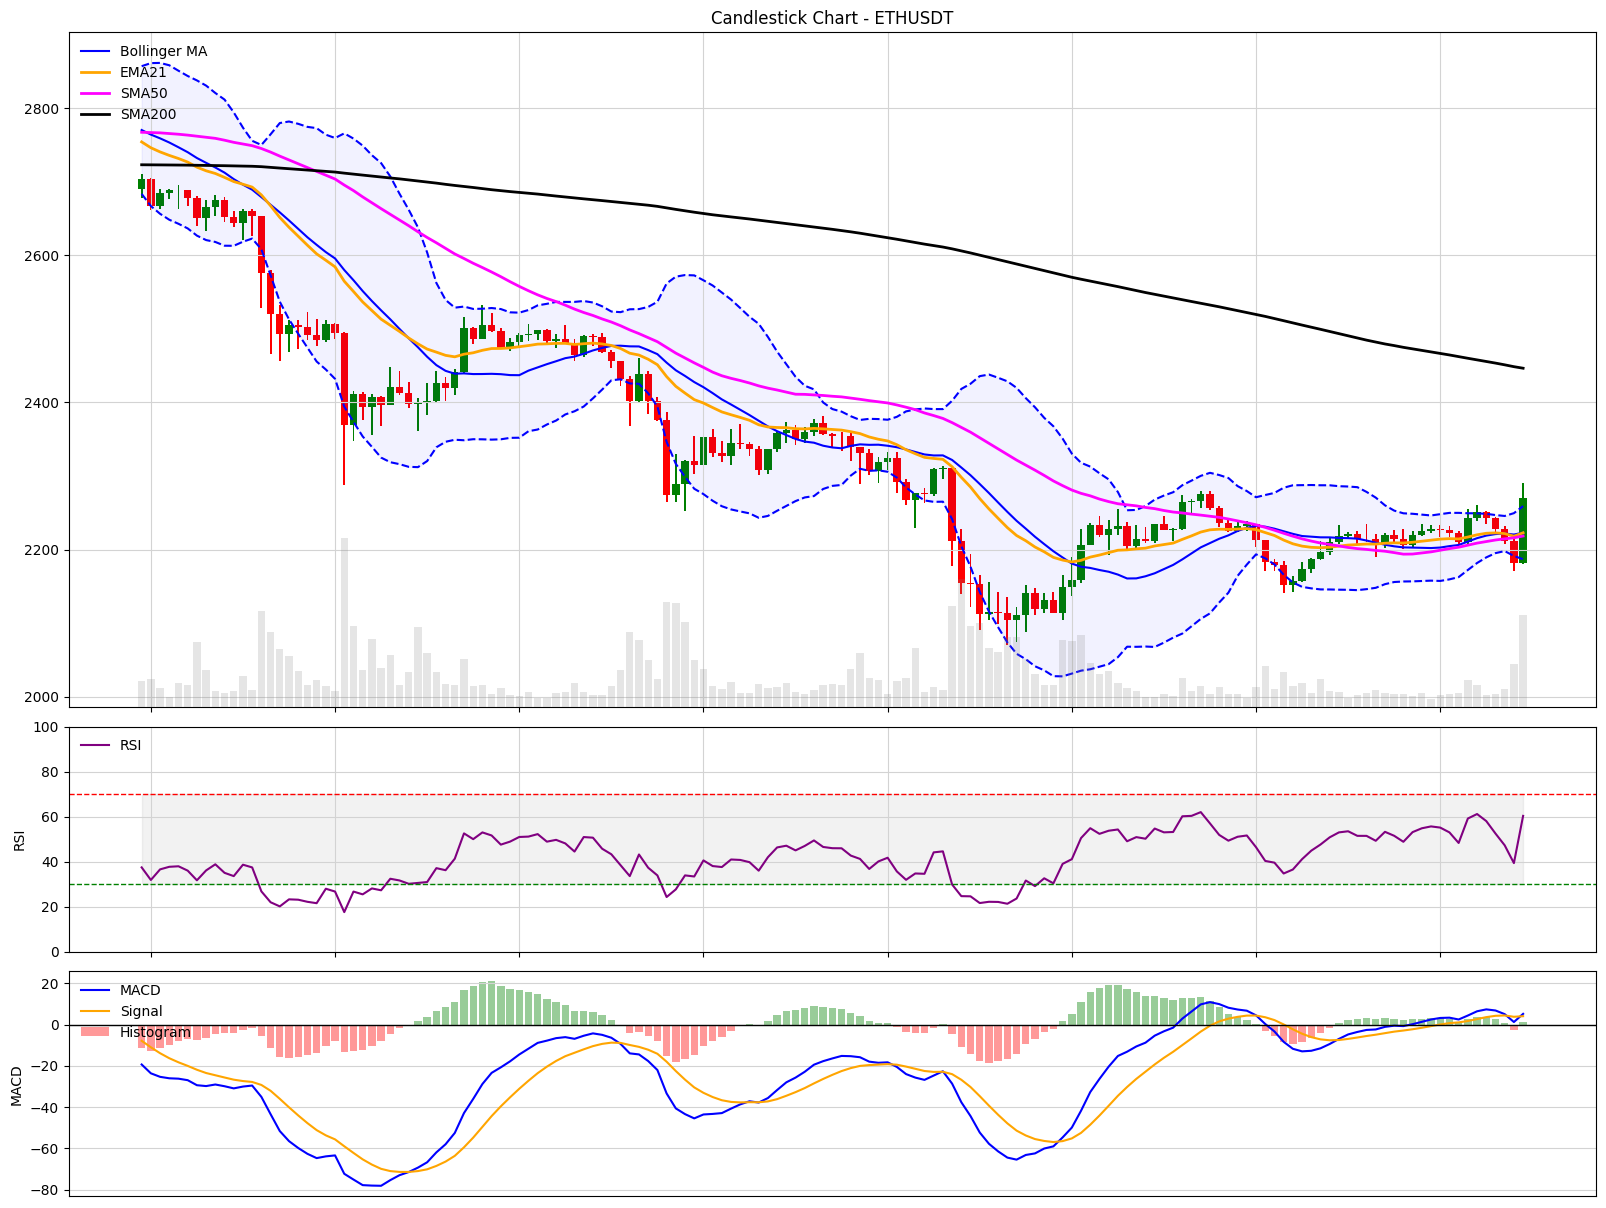 Candlestick Chart - ETHUSDT
Bollinger MA
EMA21
SMA50
SMA200
2800
2600
2400
2200
2000
RSI
RSI
100
80
60
40
20
0
MACD
Signal
Histogram
MACD
20
0
−20
−40
−60
−80